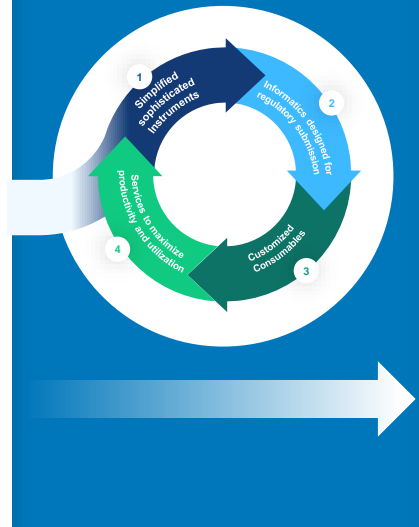 1
Simplified
sophisticated
Instruments
2
Informatics designed for
regulatory submission
3
Customized
Consumables
4
Services to maximize
productivity and utilization